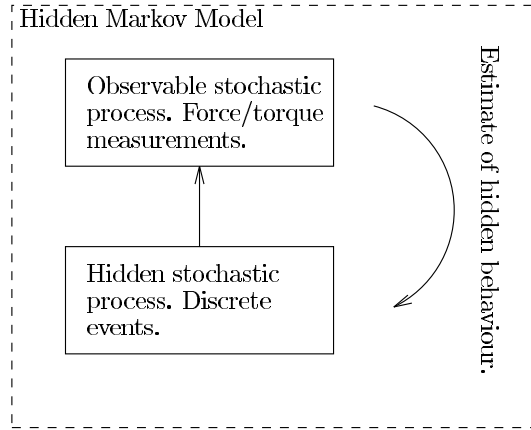 Hidden Markov Model
Observable stochastic
process. Force/torque
measurements.
Hidden stochastic
process. Discrete
events.
Estimate of hidden behaviour.